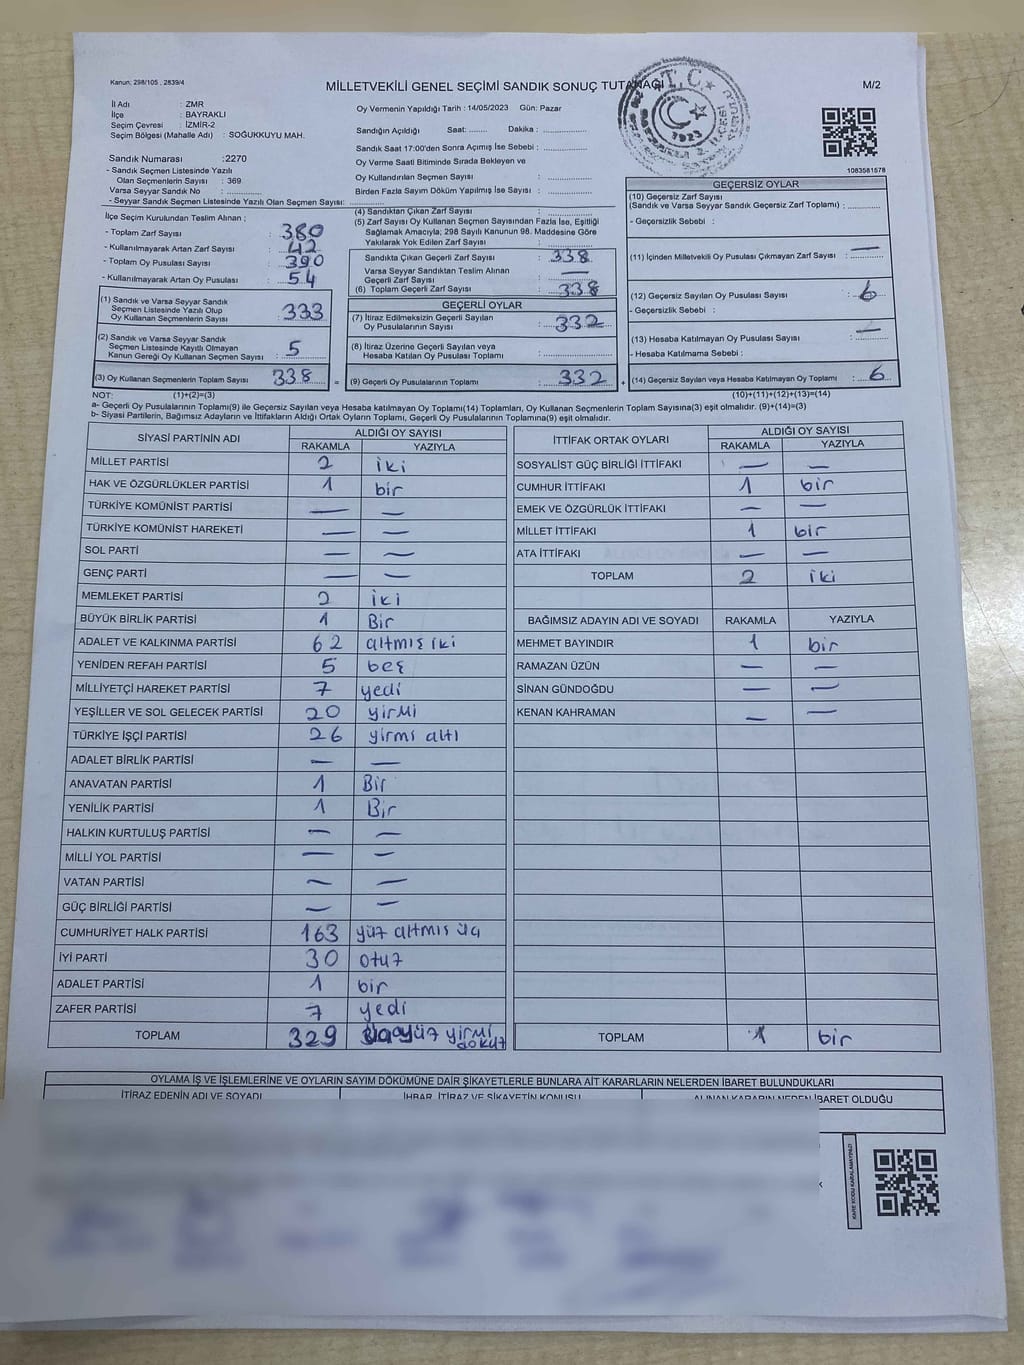 Kanun: 298/105 , 2839/4
MİLLETVEKİLİ GENEL SEÇİMİ SANDIK SONUÇ TUTANAĞI
M/2
İl Adı : ZMR
İlçe : BAYRAKLI
Seçim Çevresi : İZMİR-2
Seçim Bölgesi (Mahalle Adı) : SOĞUKKUYU MAH.
Sandık Numarası :2270
- Sandık Seçmen Listesinde Yazılı
Olan Seçmenlerin Sayısı : 369
Varsa Seyyar Sandık No :
- Seyyar Sandık Seçmen Listesinde Yazılı Olan Seçmen Sayısı:
Oy Vermenin Yapıldığı Tarih : 14/05/2023 Gün: Pazar
Sandığın Açıldığı Saat: Dakika :
Sandık Saat 17:00'den Sonra Açımış İse Sebebi :
Oy Verme Saati Bitiminde Sırada Bekleyen ve
Oy Kullandırılan Seçmen Sayısı :
Birden Fazla Sayım Döküm Yapılmış İse Sayısı :
T.C.
1923
1083581578
İlçe Seçim Kurulundan Teslim Alınan ;
- Toplam Zarf Sayısı : 380
- Kullanılmayarak Artan Zarf Sayısı : 42
- Toplam Oy Pusulası Sayısı : 390
- Kullanılmayarak Artan Oy Pusulası : 54
(1) Sandık ve Varsa Seyyar Sandık
Seçmen Listesinde Yazılı Olup
Oy Kullanan Seçmenlerin Sayısı : 333
(2) Sandık ve Varsa Seyyar Sandık
Seçmen Listesinde Kayıtlı Olmayan
Kanun Gereği Oy Kullanan Seçmen Sayısı : 5
(3) Oy Kullanan Seçmenlerin Toplam Sayısı 338 =
(4) Sandıktan Çıkan Zarf Sayısı :
(5) Zarf Sayısı Oy Kullanan Seçmen Sayısından Fazla İse, Eşitliği
Sağlamak Amacıyla; 298 Sayılı Kanunun 98. Maddesine Göre
Yakılarak Yok Edilen Zarf Sayısı :
Sandıkta Çıkan Geçerli Zarf Sayısı : 338
Varsa Seyyar Sandıktan Teslim Alınan
Geçerli Zarf Sayısı : —
(6) Toplam Geçerli Zarf Sayısı : 338
GEÇERLİ OYLAR
(7) İtiraz Edilmeksizin Geçerli Sayılan
Oy Pusulalarının Sayısı : 332
(8) İtiraz Üzerine Geçerli Sayılan veya
Hesaba Katılan Oy Pusulası Toplamı :
(9) Geçerli Oy Pusulalarının Toplamı : 332 +
GEÇERSİZ OYLAR
(10) Geçersiz Zarf Sayısı
(Sandık ve Varsa Seyyar Sandık Geçersiz Zarf Toplamı) :
- Geçersizlik Sebebi :
(11) İçinden Milletvekili Oy Pusulası Çıkmayan Zarf Sayısı : —
(12) Geçersiz Sayılan Oy Pusulası Sayısı : 6
- Geçersizlik Sebebi :
(13) Hesaba Katılmayan Oy Pusulası Sayısı : —
- Hesaba Katılmama Sebebi :
(14) Geçersiz Sayılan veya Hesaba Katılmayan Oy Toplamı : 6
NOT: (1)+(2)=(3) (10)+(11)+(12)+(13)=(14)
a- Geçerli Oy Pusulalarının Toplamı(9) ile Geçersiz Sayılan veya Hesaba katılmayan Oy Toplamı(14) Toplamları, Oy Kullanan Seçmenlerin Toplam Sayısına(3) eşit olmalıdır. (9)+(14)=(3)
b- Siyasi Partilerin, Bağımsız Adayların ve İttifakların Aldığı Ortak Oyların Toplamı, Geçerli Oy Pusulalarının Toplamına(9) eşit olmalıdır.
SİYASİ PARTİNİN ADI ALDIĞI OY SAYISI
RAKAMLA YAZIYLA
MİLLET PARTİSİ 2 iki
HAK VE ÖZGÜRLÜKLER PARTİSİ 1 bir
TÜRKİYE KOMÜNİST PARTİSİ — —
TÜRKİYE KOMÜNİST HAREKETİ — —
SOL PARTİ — —
GENÇ PARTİ — —
MEMLEKET PARTİSİ 2 iki
BÜYÜK BİRLİK PARTİSİ 1 Bir
ADALET VE KALKINMA PARTİSİ 62 altmış iki
YENİDEN REFAH PARTİSİ 5 beş
MİLLİYETÇİ HAREKET PARTİSİ 7 yedi
YEŞİLLER VE SOL GELECEK PARTİSİ 20 yirmi
TÜRKİYE İŞÇİ PARTİSİ 26 yirmi altı
ADALET BİRLİK PARTİSİ — —
ANAVATAN PARTİSİ 1 Bir
YENİLİK PARTİSİ 1 Bir
HALKIN KURTULUŞ PARTİSİ — —
MİLLİ YOL PARTİSİ — —
VATAN PARTİSİ — —
GÜÇ BİRLİĞİ PARTİSİ — —
CUMHURİYET HALK PARTİSİ 163 yüz altmış üç
İYİ PARTİ 30 otuz
ADALET PARTİSİ 1 bir
ZAFER PARTİSİ 7 yedi
TOPLAM 329 üçyüz yirmi
dokuz
İTTİFAK ORTAK OYLARI ALDIĞI OY SAYISI
RAKAMLA YAZIYLA
SOSYALİST GÜÇ BİRLİĞİ İTTİFAKI — —
CUMHUR İTTİFAKI 1 bir
EMEK VE ÖZGÜRLÜK İTTİFAKI — —
MİLLET İTTİFAKI 1 bir
ATA İTTİFAKI — —
TOPLAM 2 iki
BAĞIMSIZ ADAYIN ADI VE SOYADI RAKAMLA YAZIYLA
MEHMET BAYINDIR 1 bir
RAMAZAN ÜZÜN — —
SİNAN GÜNDOĞDU — —
KENAN KAHRAMAN — —
TOPLAM 1 bir
OYLAMA İŞ VE İŞLEMLERİNE VE OYLARIN SAYIM DÖKÜMÜNE DAİR ŞİKAYETLERLE BUNLARA AİT KARARLARIN NELERDEN İBARET BULUNDUKLARI
İTİRAZ EDENİN ADI VE SOYADI İHBAR, İTİRAZ VE ŞİKAYETİN KONUSU ALINAN KARARIN NEDEN İBARET OLDUĞU
KARE KODU KARALAMAYINIZ!